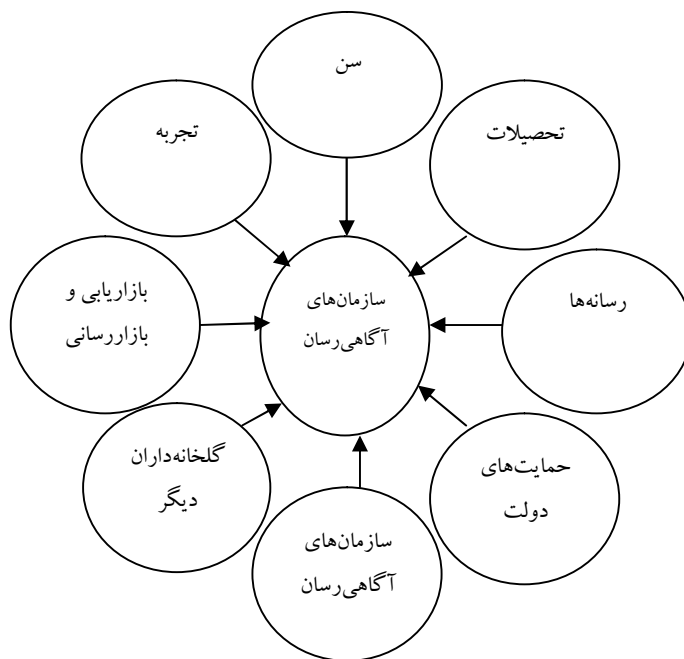 سن
تحصیلات
تجربه
رسانه‌ها
بازاریابی و
بازاررسانی
سازمان‌های
آگاهی‌رسان
حمایت‌های
دولت
گلخانه‌داران
دیگر
سازمان‌های
آگاهی‌رسان